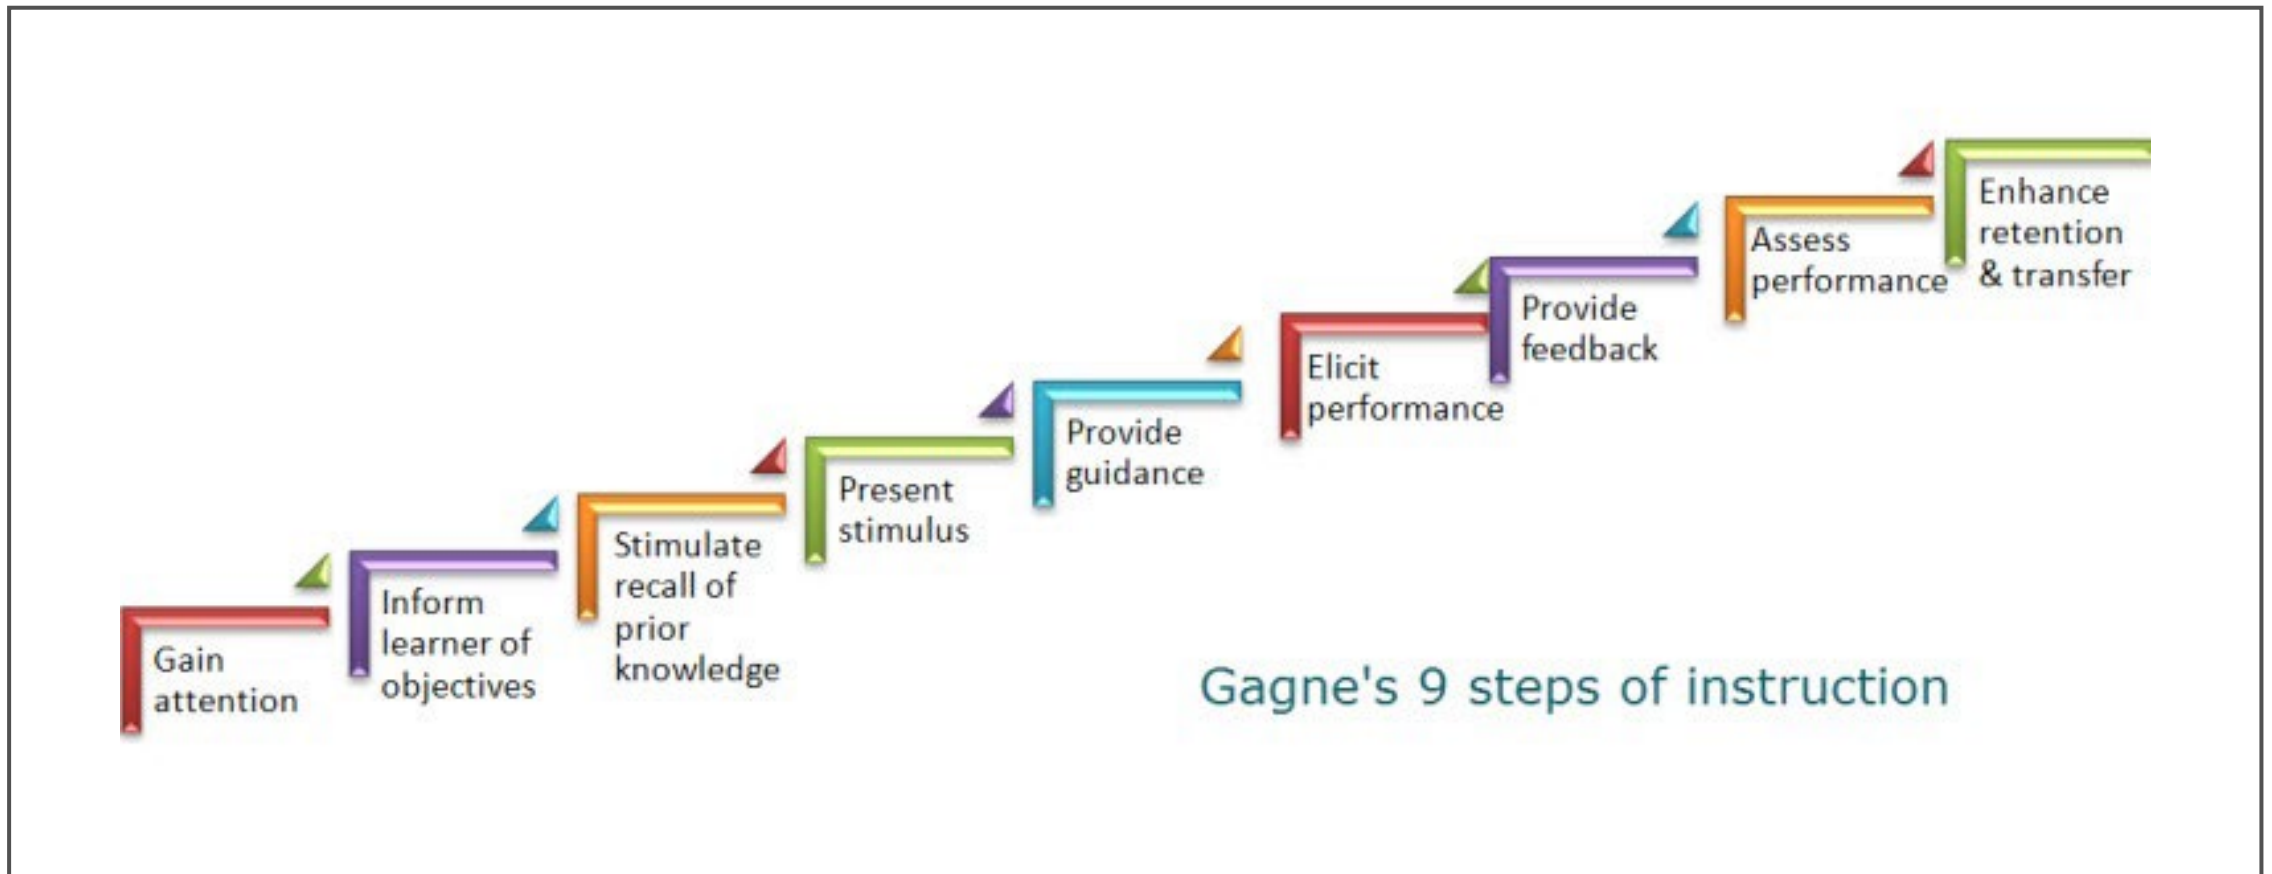 Gain
attention
Inform
learner of
objectives
Stimulate
recall of
prior
knowledge
Present
stimulus
Provide
guidance
Elicit
performance
Provide
feedback
Assess
performance
Enhance
retention
& transfer
Gagne's 9 steps of instruction